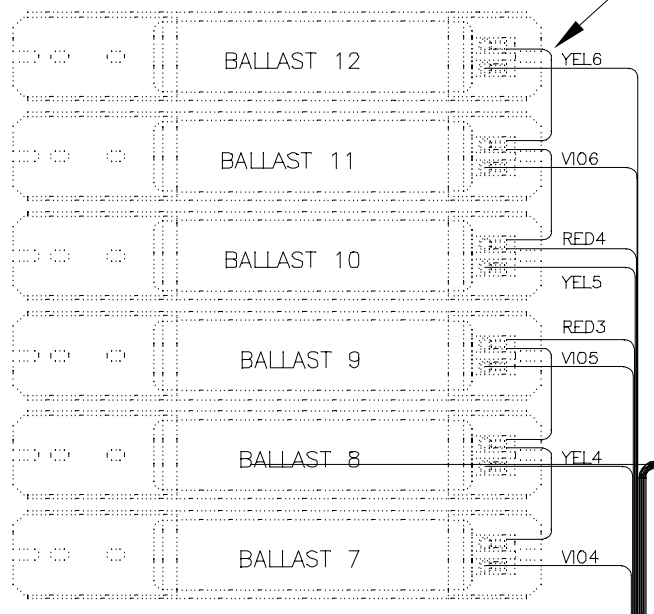 BALLAST 12
YEL6
BALLAST 11
VIO6
RED4
BALLAST 10
YEL5
RED3
BALLAST 9
VIO5
BALLAST 8
YEL4
BALLAST 7
VIO4